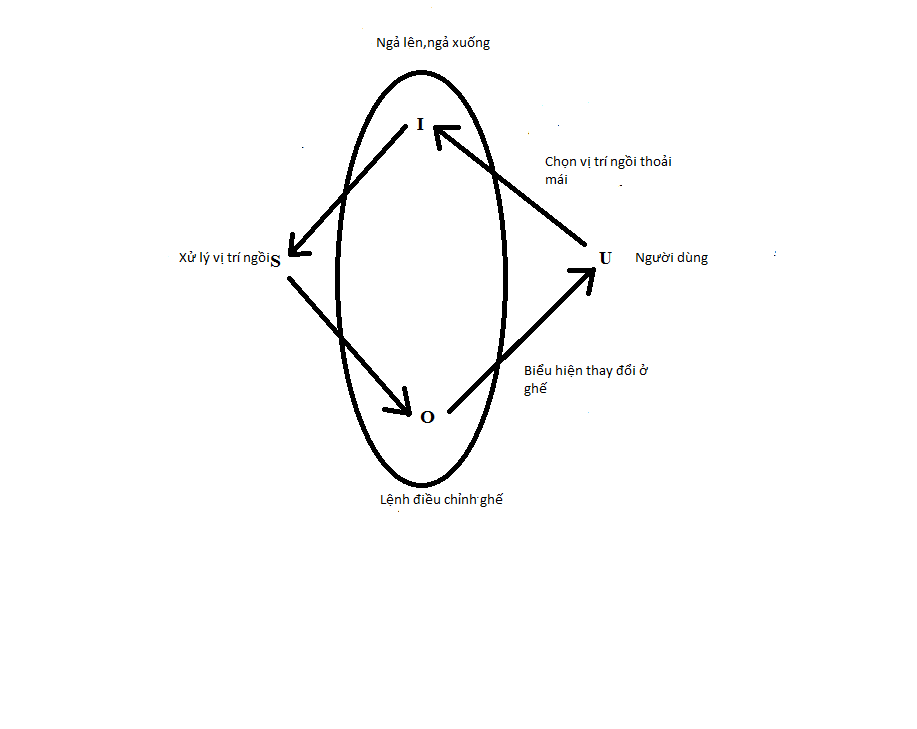 Ngả lên,ngả xuống
I
Chọn vị trí ngồi thoải
mái
Xử lý vị trí ngồi S
U Người dùng
Biểu hiện thay đổi ở
ghế
O
Lệnh điều chỉnh ghế